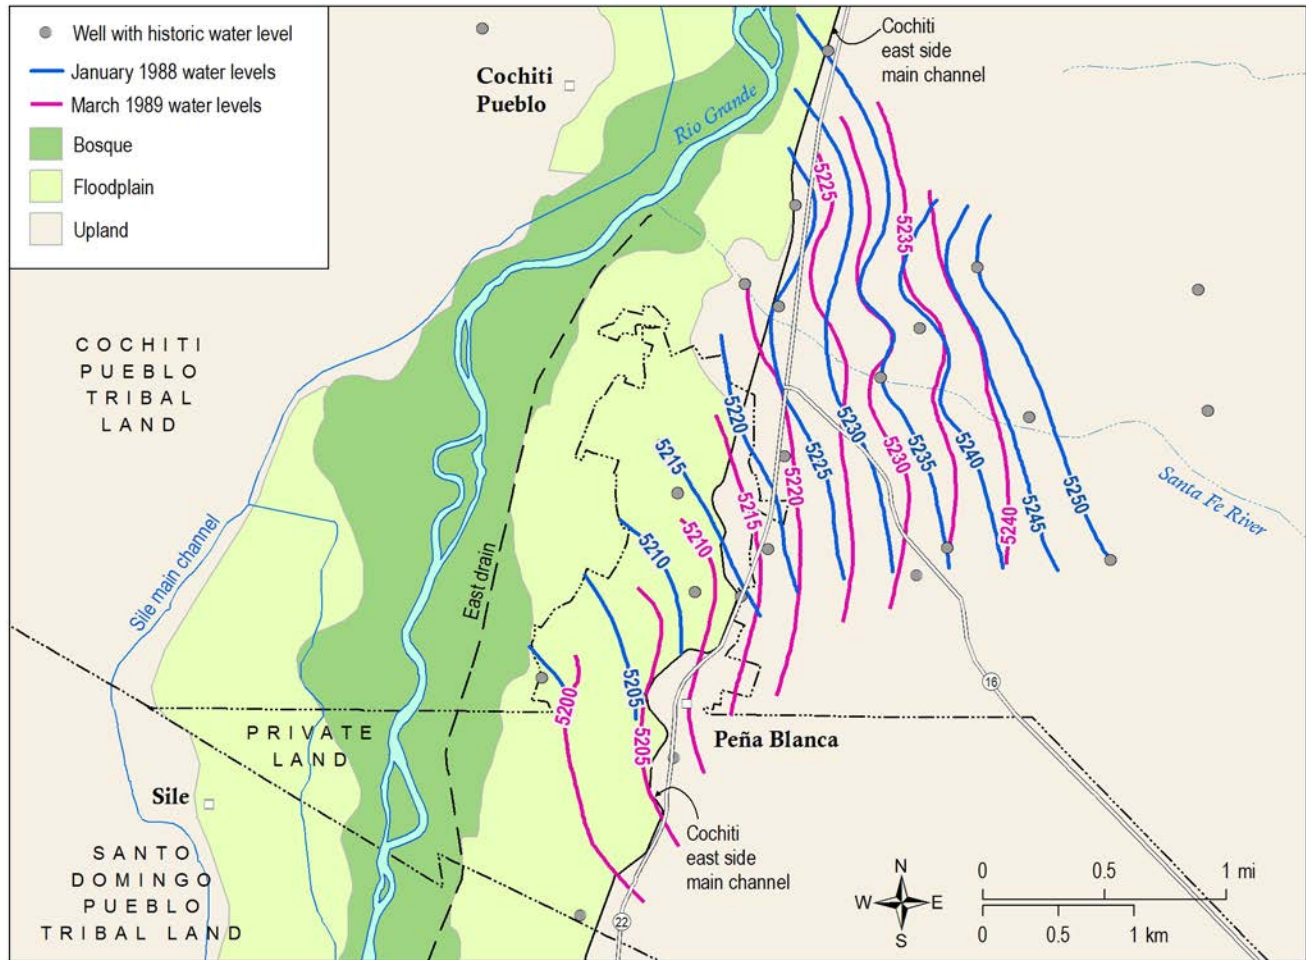 Well with historic water level
January 1988 water levels
March 1989 water levels
Bosque
Floodplain
Upland
Cochiti
Pueblo
Rio Grande
Cochiti
east side
main channel
5225
5235
COCHITI
PUEBLO
TRIBAL
LAND
5220
5215
5230
5225
5220
5215
5210
5210
5230
5235
5240
5240
5245
5250
Santa Fe
River
Sile main channel
East drain
5205
5200
5205
16
PRIVATE
LAND
Peña Blanca
Sile
SANTO
DOMINGO
PUEBLO
TRIBAL LAND
Cochiti
east side
main channel
22
N
W
E
S
0
0.5
1 mi
0
0.5
1 km